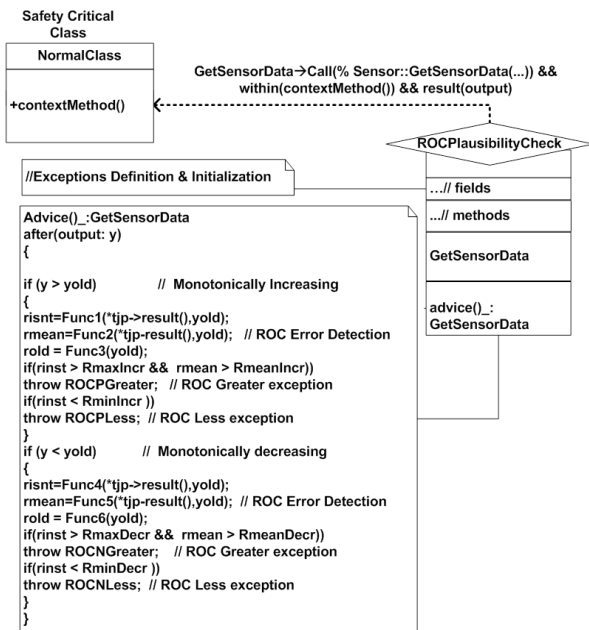 Safety Critical
Class
NormalClass
+contextMethod()
GetSensorData→Call(% Sensor::GetSensorData(...)) &&
within(contextMethod()) && result(output)
ROCPlausibilityCheck
...// fields
...// methods
GetSensorData
advice()_:
GetSensorData
//Exceptions Definition & Initialization
Advice()_:GetSensorData
after(output: y)
{
if (y > yold) // Monotonically Increasing
{
risnt=Func1(*tjp->result(),yold);
rmean=Func2(*tjp-result(),yold); // ROC Error Detection
rold = Func3(yold);
if(rinst > RmaxIncr && rmean > RmeanIncr))
throw ROCPGreater; // ROC Greater exception
if(rinst < RminIncr ))
throw ROCPLess; // ROC Less exception
}
if (y < yold) // Monotonically decreasing
{
risnt=Func4(*tjp->result(),yold);
rmean=Func5(*tjp-result(),yold); // ROC Error Detection
rold = Func6(yold);
if(rinst > RmaxDecr && rmean > RmeanDecr))
throw ROCNGreater; // ROC Greater exception
if(rinst < RminDecr ))
throw ROCNLess; // ROC Less exception
}
}